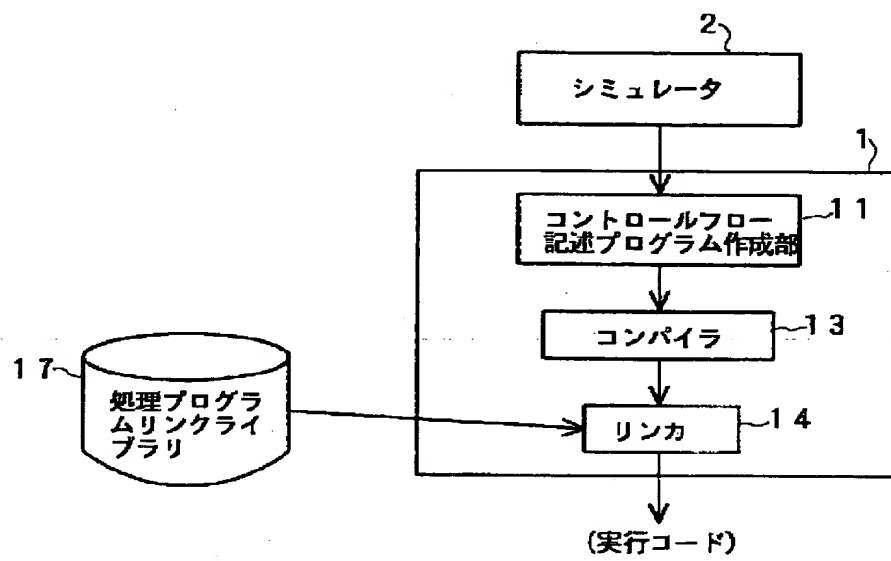 2
シミュレータ
1
コントロールフロー
記述プログラム作成部
11
コンパイラ
13
17
処理プログラ
ムリンクライ
ブラリ
リンカ
14
(実行コード)